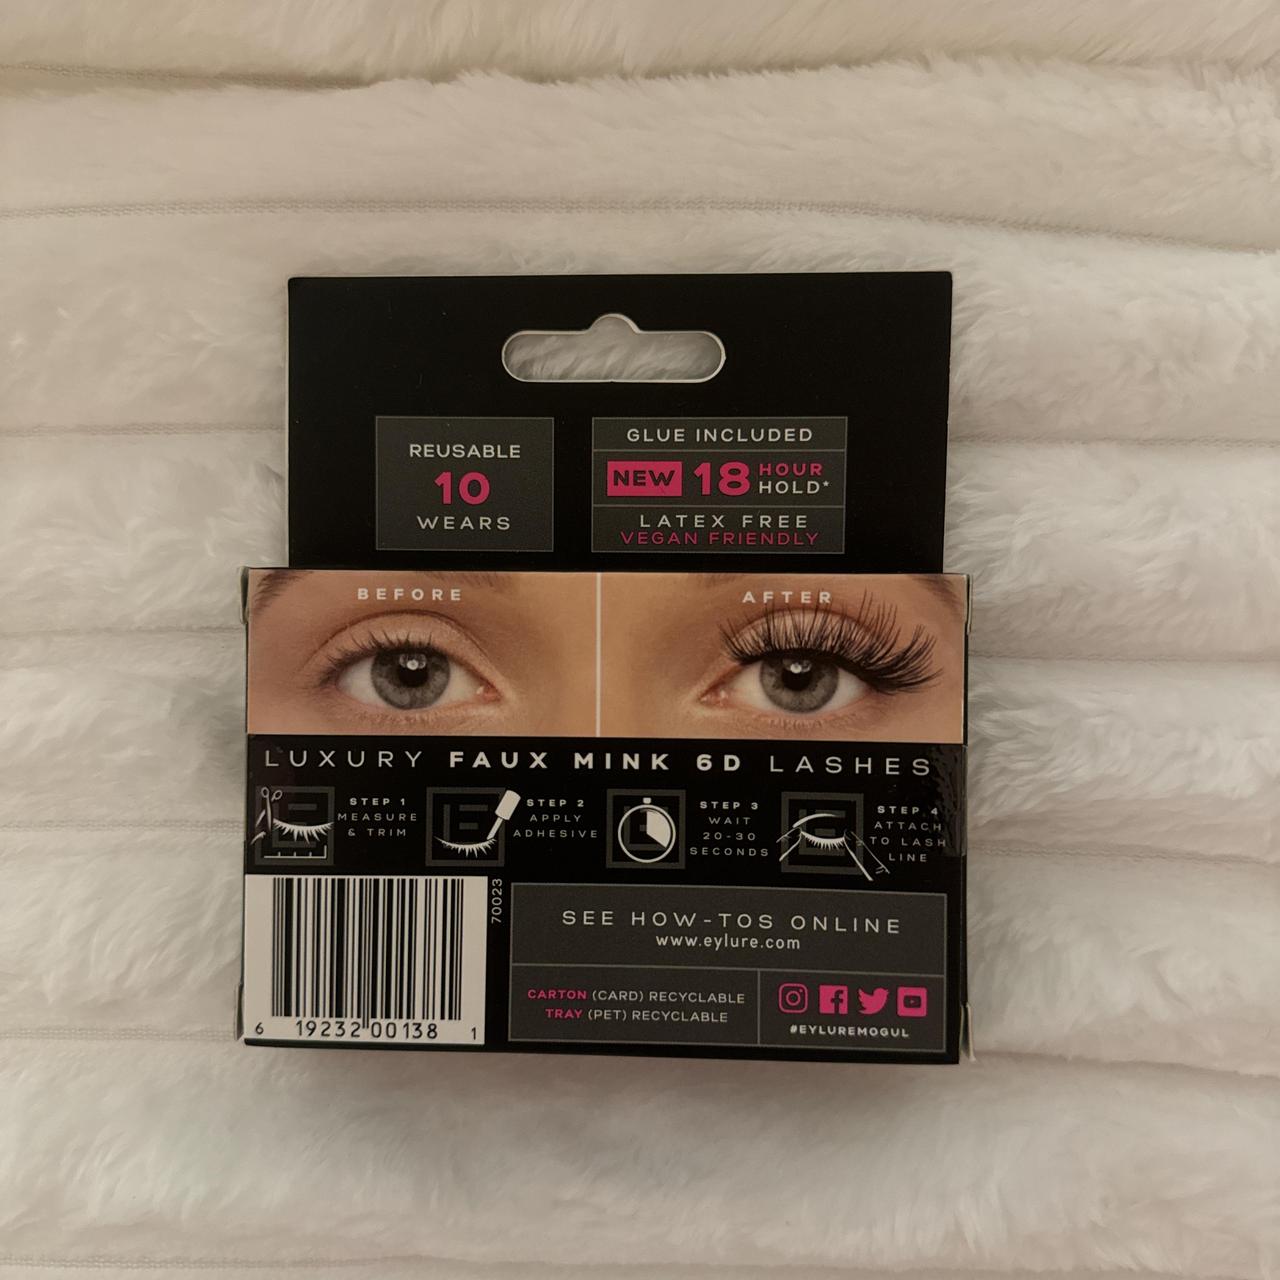 REUSABLE
10
WEARS
GLUE INCLUDED
NEW 18 HOUR HOLD*
LATEX FREE
VEGAN FRIENDLY
BEFORE
AFTER
LUXURY FAUX MINK 6D LASHES
STEP 1
MEASURE
& TRIM
STEP 2
APPLY
ADHESIVE
STEP 3
WAIT
20-30
SECONDS
STEP 4
ATTACH
TO LASH
LINE
70023
6 19232 00138 1
SEE HOW-TOS ONLINE
www.eylure.com
CARTON (CARD) RECYCLABLE
TRAY (PET) RECYCLABLE
#EYLUREMOGUL